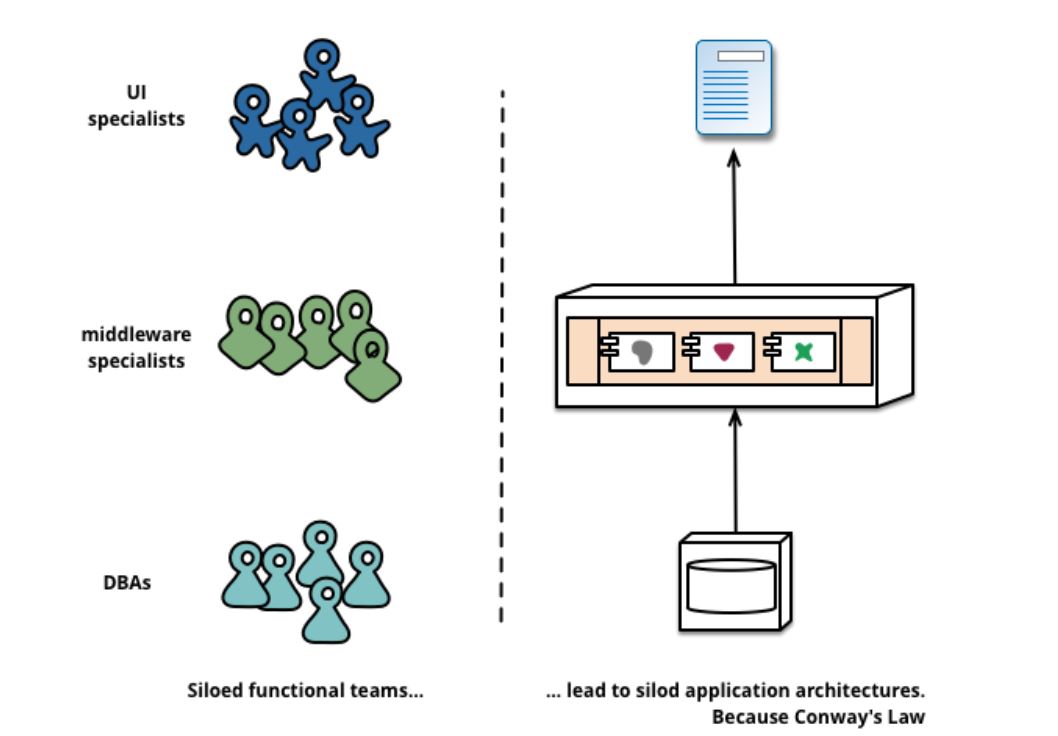 UI
specialists
middleware
specialists
DBAs
Siloed functional teams...
... lead to silod application architectures.
Because Conway's Law